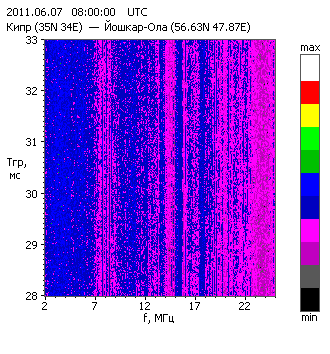 2011.06.07 08:00:00 UTC
Кипр (35N 34E) — Йошкар-Ола (56.63N 47.87E)
max
33
32
31
Tгр,
мс
30
29
28
min
2 7 12 17 22
f, МГц